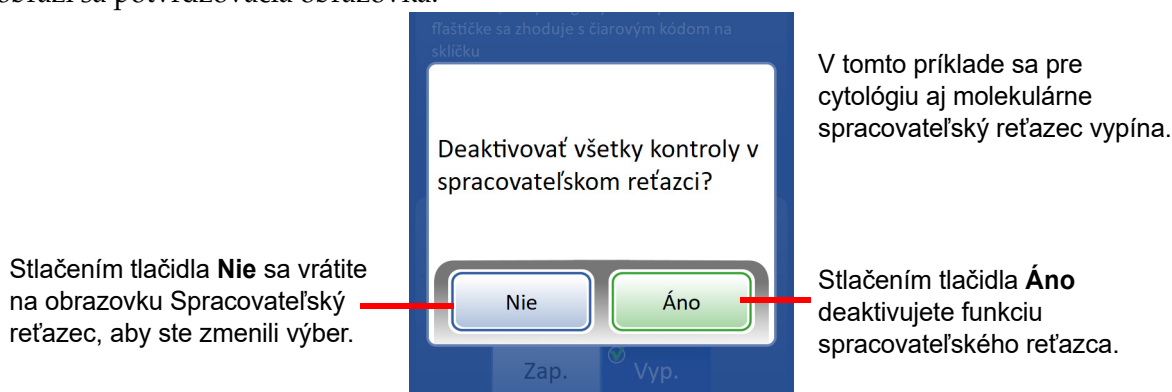 obrazí sa potvrdzovacia obrazovka.
fľaštičke sa zhoduje s čiarovým kódom na
sklíčku
V tomto príklade sa pre
cytológiu aj molekulárne
spracovateľský reťazec vypína.
Deaktivovať všetky kontroly v
spracovateľskom reťazci?
Stlačením tlačidla Nie sa vrátite
na obrazovku Spracovateľský
reťazec, aby ste zmenili výber.
Nie
Áno
Stlačením tlačidla Áno
deaktivujete funkciu
spracovateľského reťazca.
Zap.
Vyp.